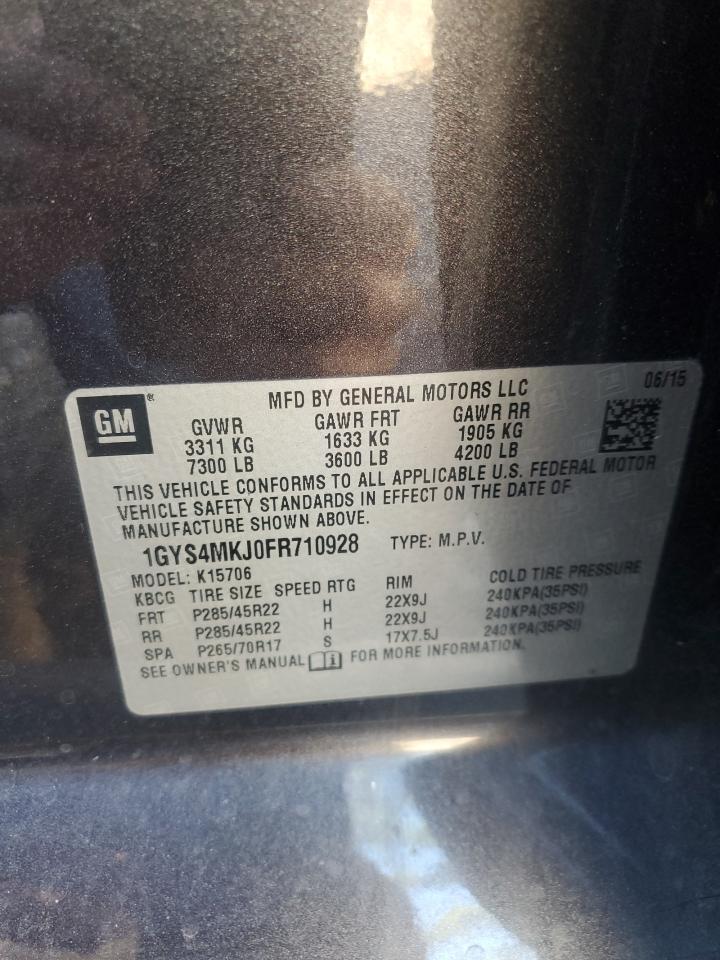 GM ®
MFD BY GENERAL MOTORS LLC 06/15
GVWR GAWR FRT GAWR RR
3311 KG 1633 KG 1905 KG
7300 LB 3600 LB 4200 LB
THIS VEHICLE CONFORMS TO ALL APPLICABLE U.S. FEDERAL MOTOR
VEHICLE SAFETY STANDARDS IN EFFECT ON THE DATE OF
MANUFACTURE SHOWN ABOVE.
1GYS4MKJ0FR710928 TYPE: M.P.V.
MODEL: K15706
KBCG TIRE SIZE SPEED RTG RIM COLD TIRE PRESSURE
FRT P285/45R22 H 22X9J 240KPA(35PSI)
RR P285/45R22 H 22X9J 240KPA(35PSI)
SPA P265/70R17 S 17X7.5J 240KPA(35PSI)
SEE OWNER'S MANUAL FOR MORE INFORMATION.